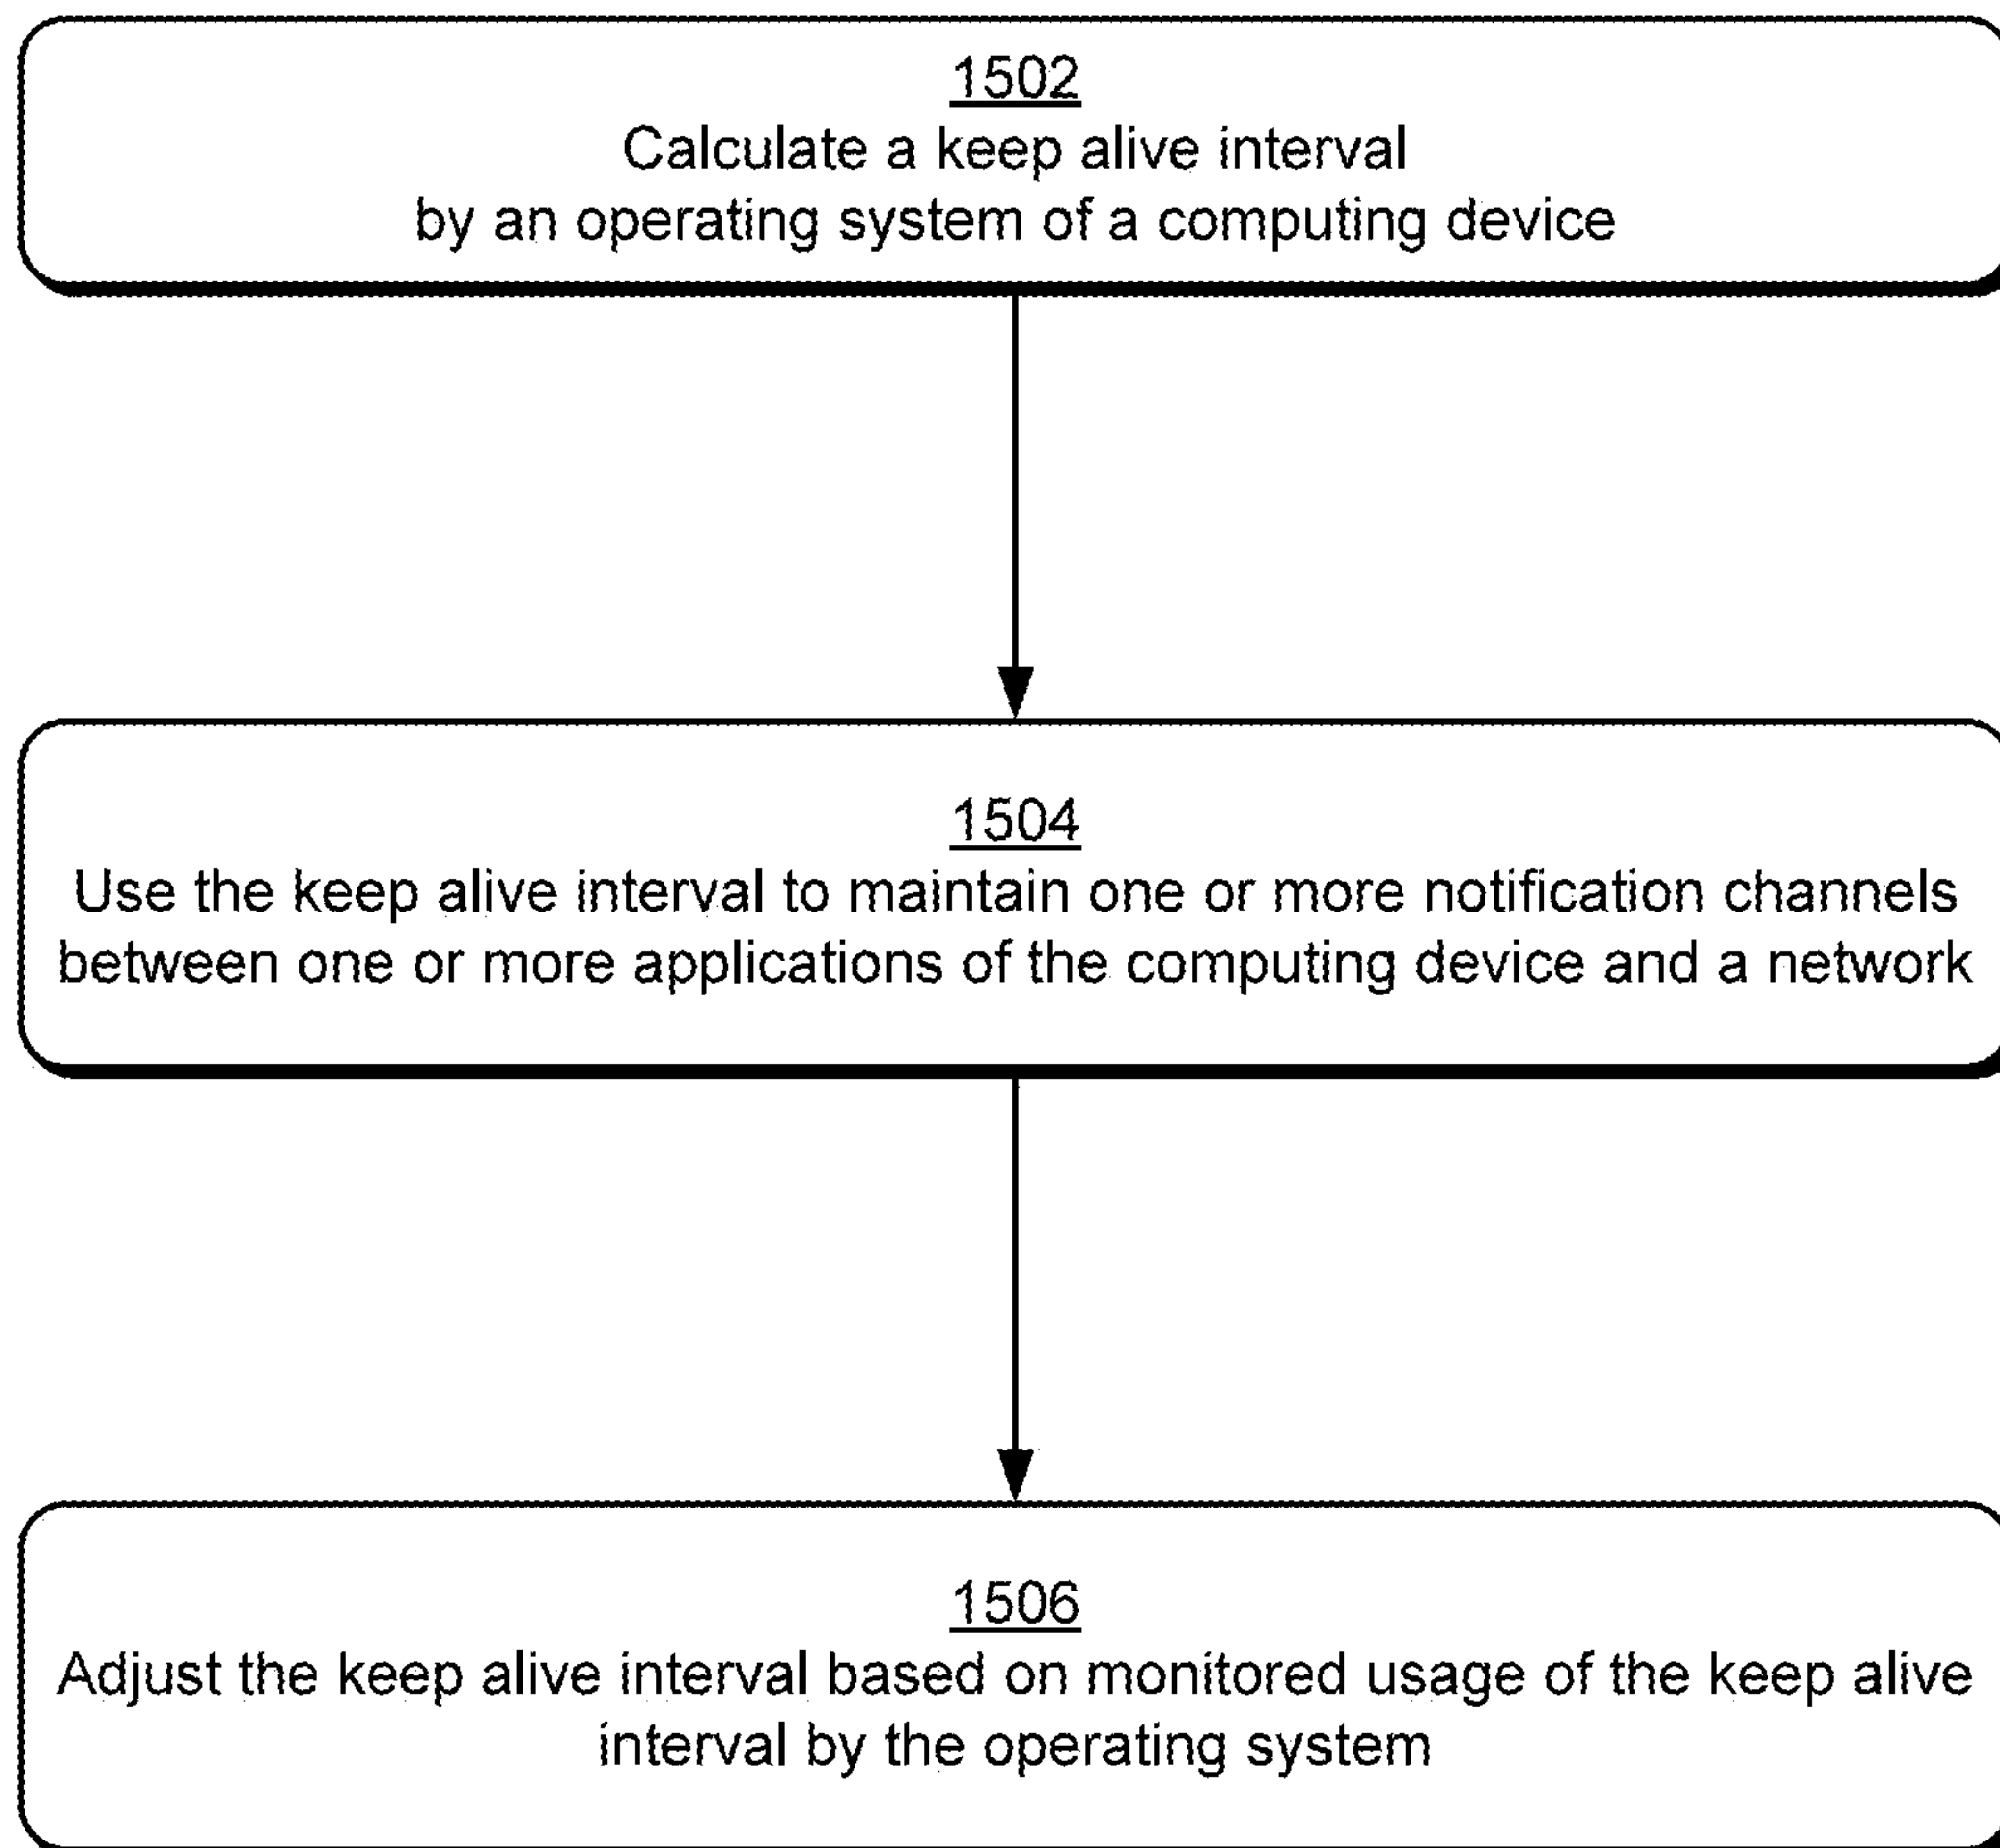 1502
Calculate a keep alive interval
by an operating system of a computing device
1504
Use the keep alive interval to maintain one or more notification channels
between one or more applications of the computing device and a network
1506
Adjust the keep alive interval based on monitored usage of the keep alive
interval by the operating system